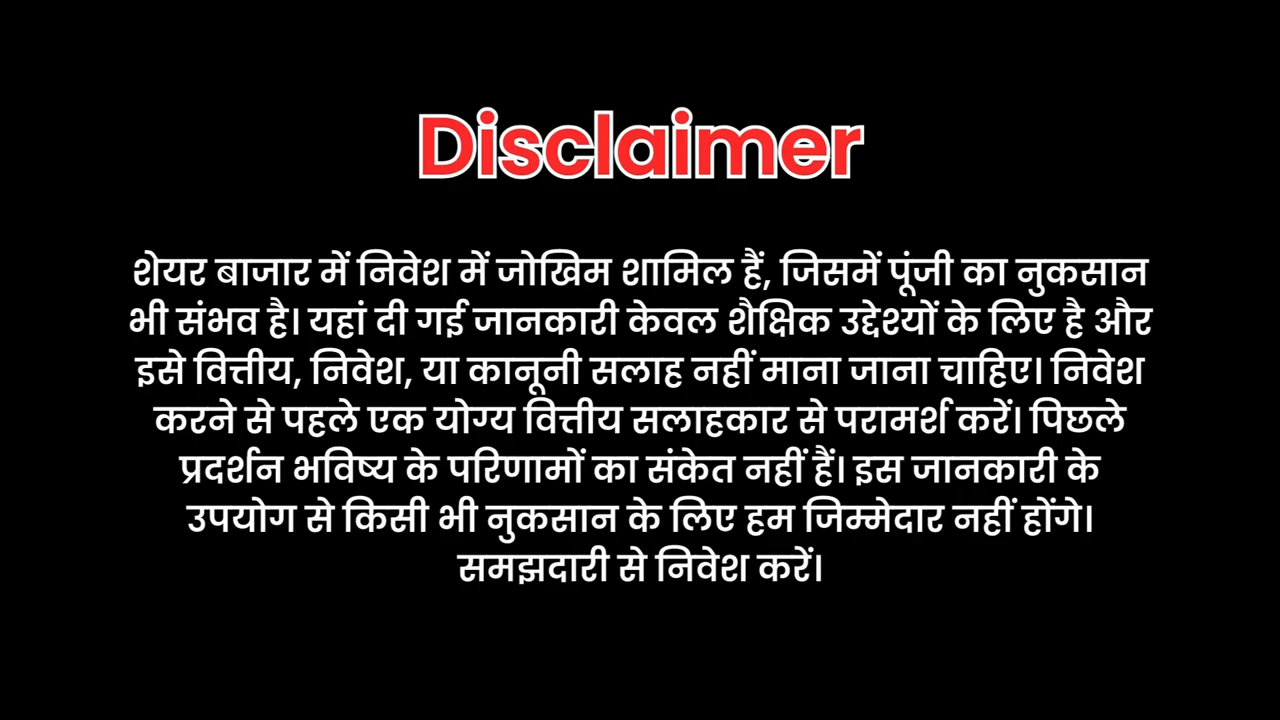 Disclaimer
शेयर बाजार में निवेश में जोखिम शामिल हैं, जिसमें पूंजी का नुकसान
भी संभव है। यहां दी गई जानकारी केवल शैक्षिक उद्देश्यों के लिए है और
इसे वित्तीय, निवेश, या कानूनी सलाह नहीं माना जाना चाहिए। निवेश
करने से पहले एक योग्य वित्तीय सलाहकार से परामर्श करें। पिछले
प्रदर्शन भविष्य के परिणामों का संकेत नहीं हैं। इस जानकारी के
उपयोग से किसी भी नुकसान के लिए हम जिम्मेदार नहीं होंगे।
समझदारी से निवेश करें।